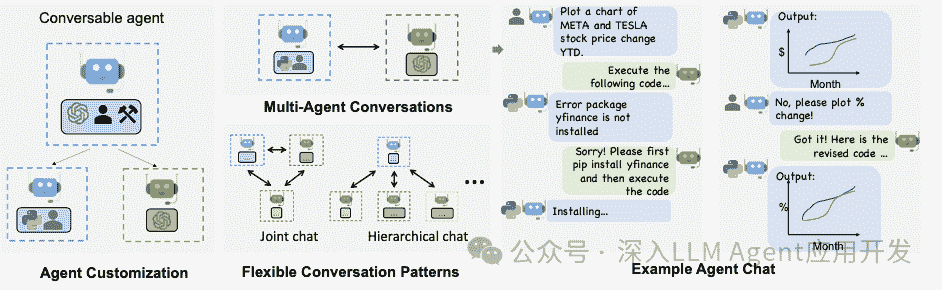 Conversable agent
Agent Customization
Multi-Agent Conversations
Joint chat
Hierarchical chat
Flexible Conversation Patterns
Plot a chart of
META and TESLA
stock price change
YTD.
Execute the
following code...
Error package
yfinance is not
installed
Sorry! Please first
pip install yfinance
and then execute
the code
Installing...
Output:
$
Month
No, please plot %
change!
Got it! Here is the
revised code ...
Output:
%
Month
Example Agent Chat
公众号 · 深入LLM Agent应用开发